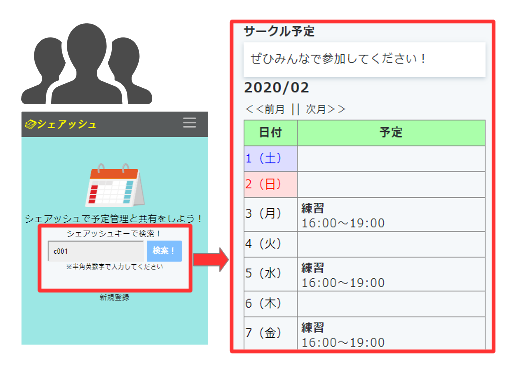 シェアッシュ
シェアッシュで予定管理と共有をしよう！
シェアッシュキーで検索！
c001
検索！
※半角英数字で入力してください
新規登録
サークル予定
ぜひみんなで参加してください！
2020/02
<<前月 || 次月>>
日付 予定
1（土）
2（日）
3（月） 練習
16:00～19:00
4（火）
5（水） 練習
16:00～19:00
6（木）
7（金） 練習
16:00～19:00